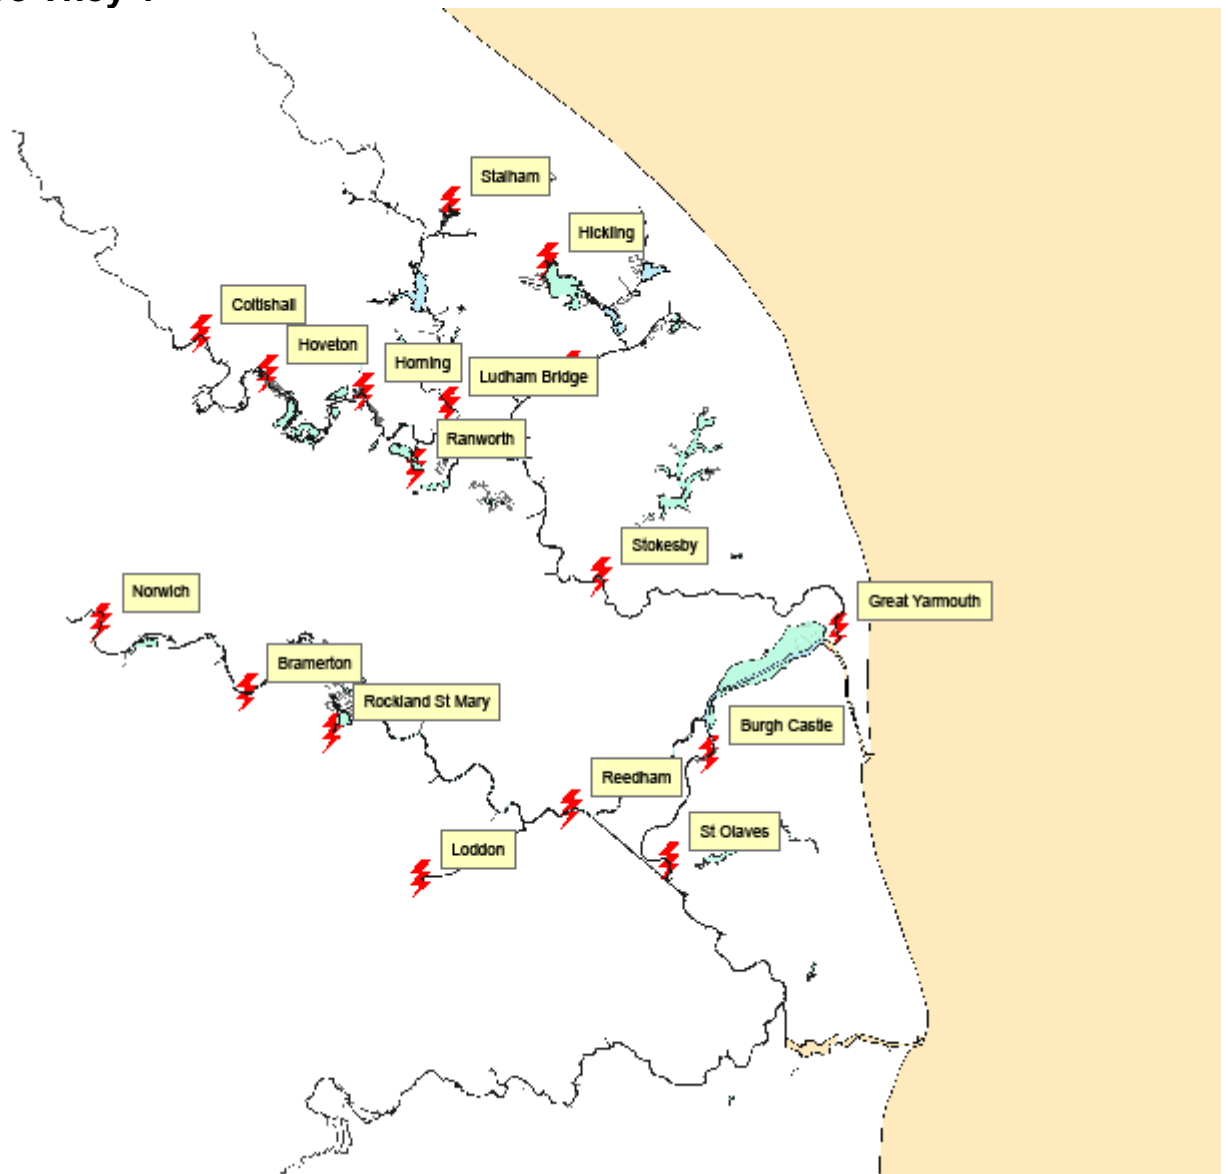 Stalham
Hickling
Coltishall
Hoveton
Horning
Ludham Bridge
Ranworth
Stokesby
Norwich
Great Yarmouth
Bramerton
Rockland St Mary
Burgh Castle
Reedham
St Olaves
Loddon